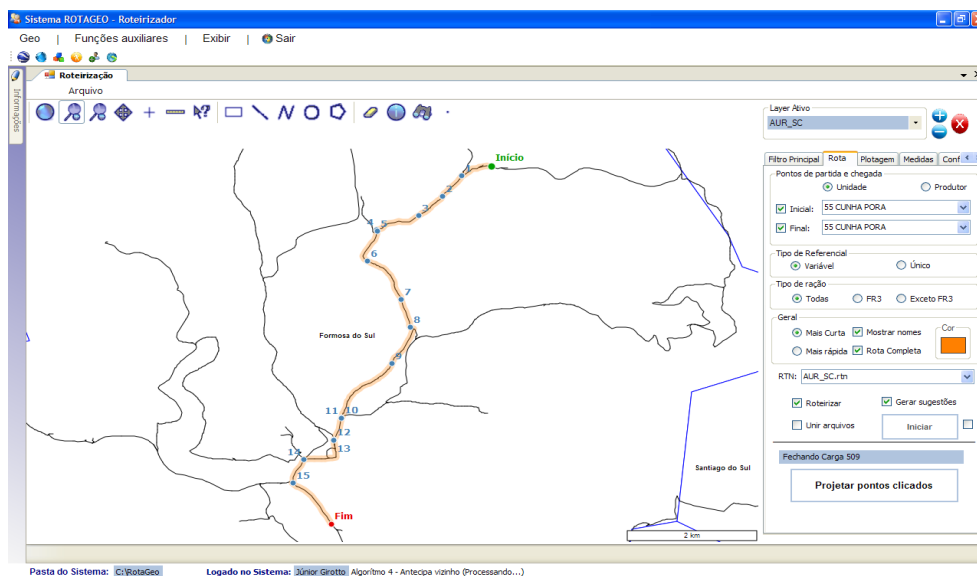 Sistema ROTAGEO - Roteirizador
Geo | Funções auxiliares | Exibir | Sair
Informações
Roteirização
Arquivo
Layer Ativo
AUR_SC
Filtro Principal Rota Plotagem Medidas Conf
Pontos de partida e chegada
Unidade Produtor
Inicial: 55 CUNHA PORA
Final: 55 CUNHA PORA
Tipo de Referencial
Variável Único
Tipo de ração
Todas FR3 Exceto FR3
Geral
Mais Curta Mostrar nomes Cor
Mais rápida Rota Completa
RTN: AUR_SC.rtn
Roteirizar Gerar sugestões
Unir arquivos Iniciar
Fechando Carga 509
Projetar pontos clicados
Início
1
2
3
4 5
6
7
8
Formosa do Sul
9
11 10
12
13
14
15
Santiago do Sul
Fim
2 km
Pasta do Sistema: C:\RotaGeo Logado no Sistema: Júnior Girotto Algorítmo 4 - Antecipa vizinho (Processando...)